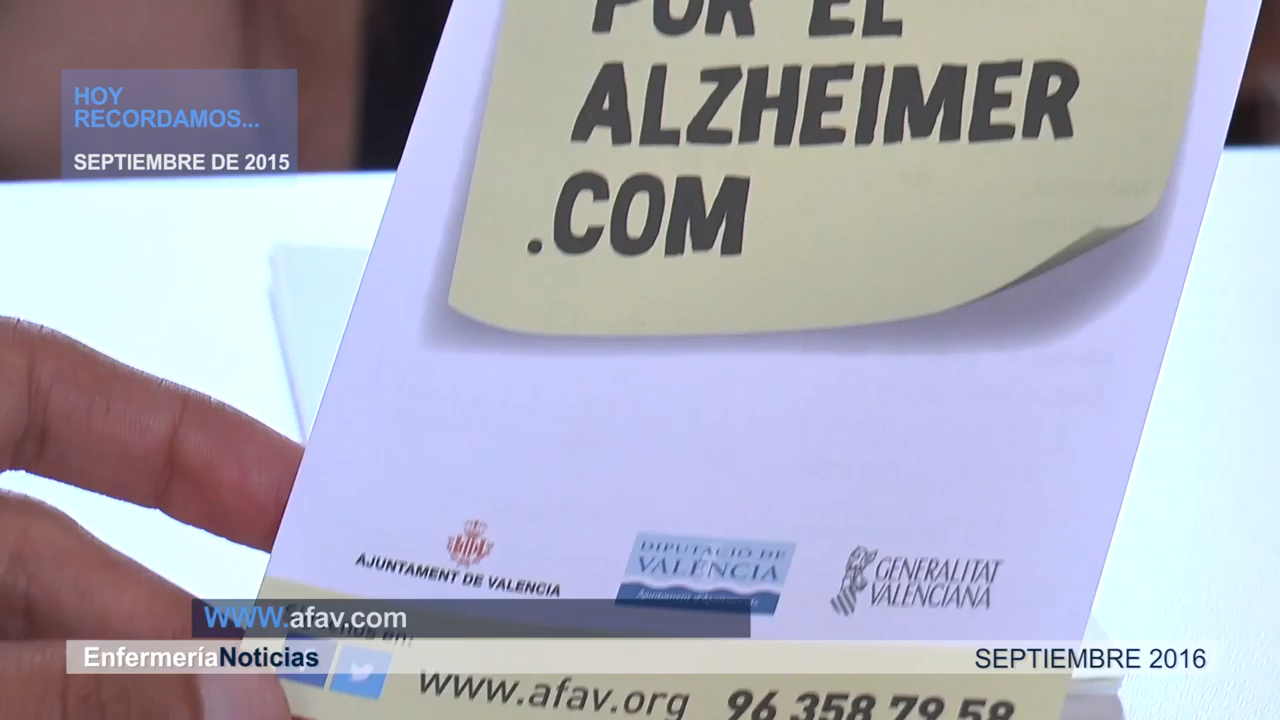 POR EL
ALZHEIMER
.COM
HOY
RECORDAMOS...
SEPTIEMBRE DE 2015
AJUNTAMENT DE VALENCIA
DIPUTACIÓ DE
VALÈNCIA
GENERALITAT
VALENCIANA
www.afav.com
en:
EnfermeríaNoticias
SEPTIEMBRE 2016
www.afav.org 96 358 79 58